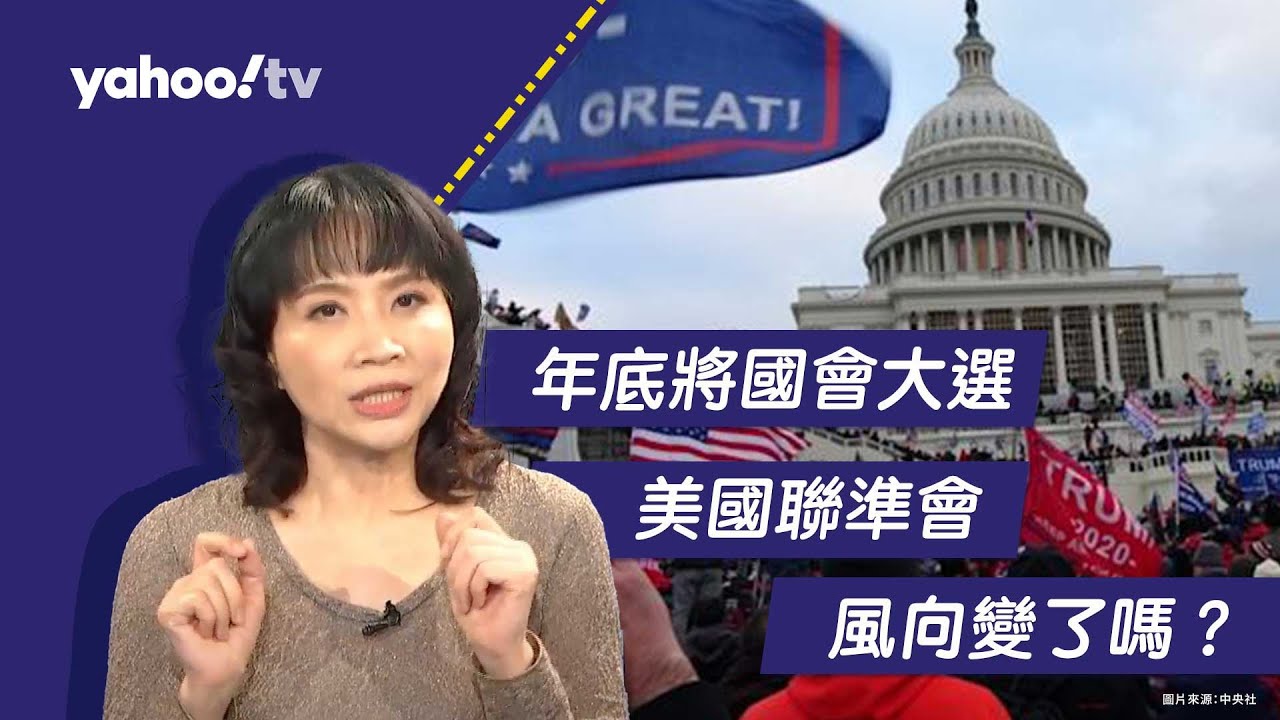 yahoo!tv
A GREAT!
年底將國會大選
美國聯準會
TRUMP
TRUMP
-2020-
風向變了嗎？
圖片來源:中央社